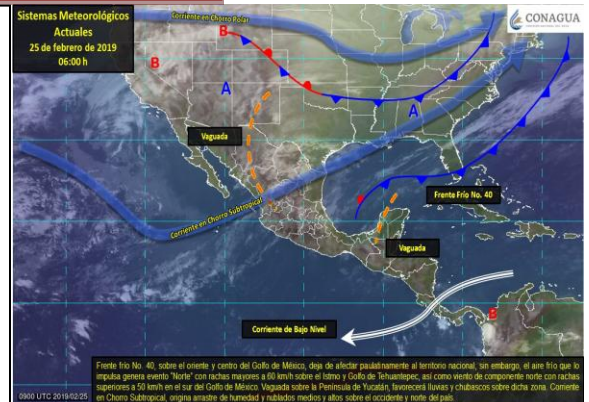 Sistemas Meteorológicos
Actuales
25 de febrero de 2019
06:00 h
Corriente en Chorro Polar
CONAGUA
B
B
A
A
Vaguada
Corriente en Chorro Subtropical
Frente Frío No. 40
Vaguada
Corriente de Bajo Nivel
B
Frente frío No. 40, sobre el oriente y centro del Golfo de México, deja de afectar paulatinamente al territorio nacional, sin embargo, el aire frío que lo
impulsa genera evento "Norte" con rachas mayores a 60 km/h sobre el Istmo y Golfo de Tehuantepec, así como viento de componente norte con rachas
superiores a 50 km/h en el sur del Golfo de México. Vaguada sobre la Península de Yucatán, favorecerá lluvias y chubascos sobre dicha zona. Corriente
en Chorro Subtropical, origina arrastre de humedad y nublados medios y altos sobre el occidente y norte del país.
0900 UTC 2019/02/25